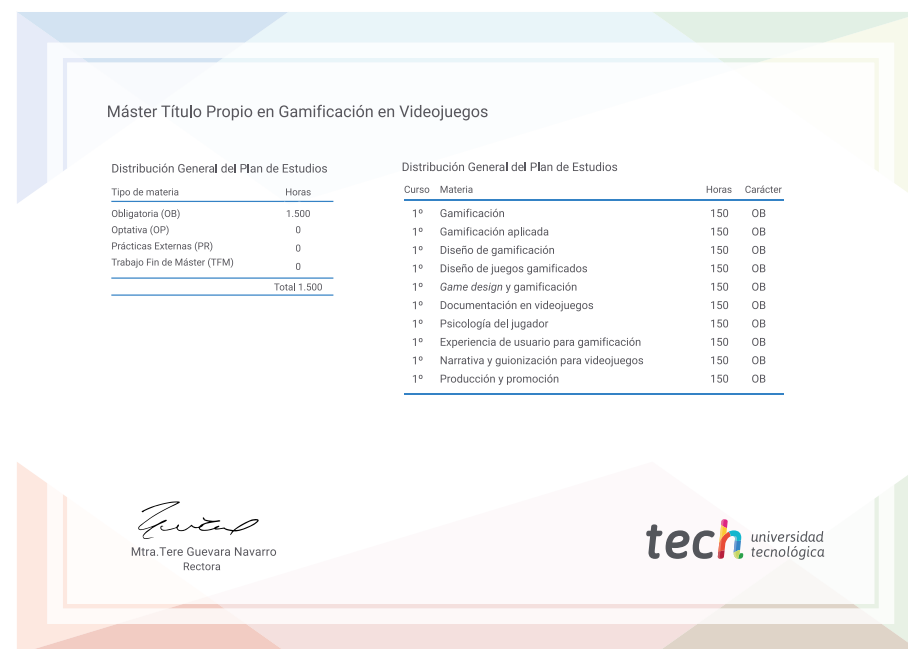 Máster Título Propio en Gamificación en Videojuegos
Distribución General del Plan de Estudios
Tipo de materia Horas
Obligatoria (OB) 1.500
Optativa (OP) 0
Prácticas Externas (PR) 0
Trabajo Fin de Máster (TFM) 0
Total 1.500
Distribución General del Plan de Estudios
Curso Materia Horas Carácter
1º Gamificación 150 OB
1º Gamificación aplicada 150 OB
1º Diseño de gamificación 150 OB
1º Diseño de juegos gamificados 150 OB
1º Game design y gamificación 150 OB
1º Documentación en videojuegos 150 OB
1º Psicología del jugador 150 OB
1º Experiencia de usuario para gamificación 150 OB
1º Narrativa y guionización para videojuegos 150 OB
1º Producción y promoción 150 OB
Mtra.Tere Guevara Navarro
Rectora
tech universidad
tecnológica